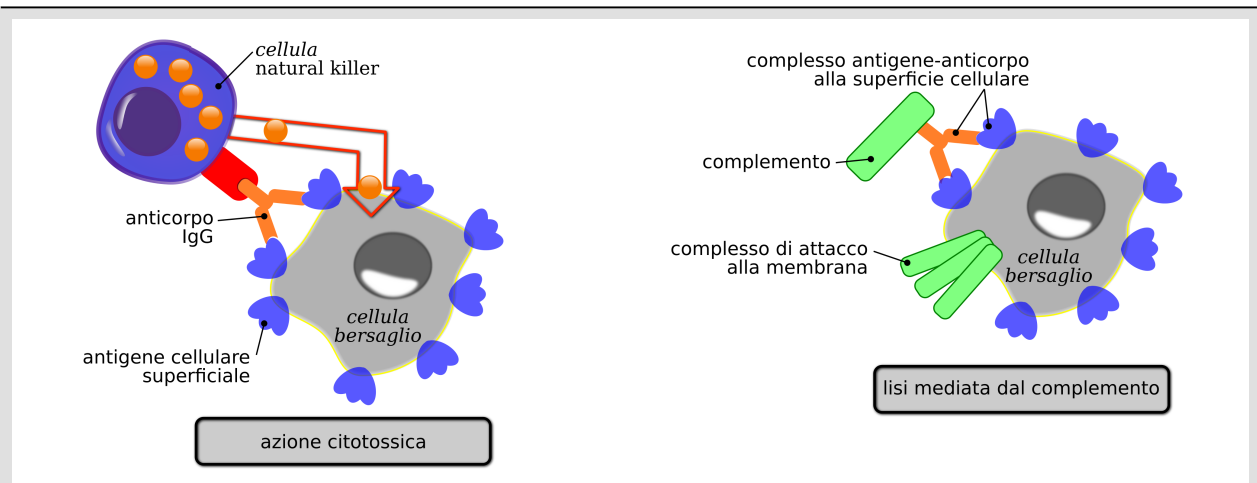 cellula
natural killer
anticorpo
IgG
cellula
bersaglio
antigene cellulare
superficiale
azione citotossica
complesso antigene-anticorpo
alla superficie cellulare
complemento
complesso di attacco
alla membrana
cellula
bersaglio
lisi mediata dal complemento